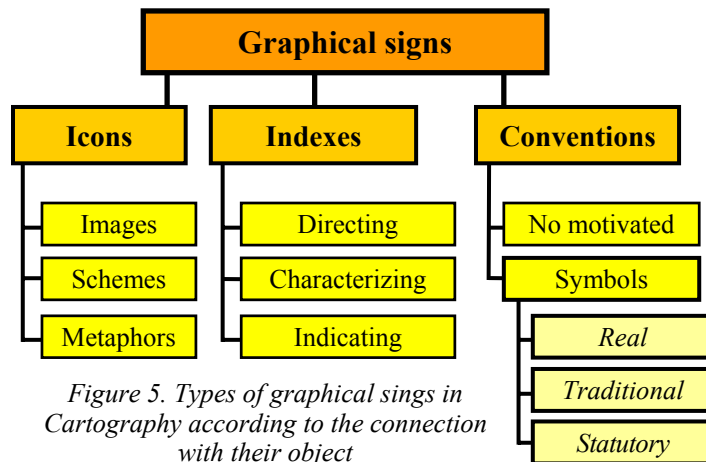 Graphical signs
Icons
Indexes
Conventions
Images
Directing
No motivated
Schemes
Characterizing
Symbols
Metaphors
Indicating
Real
Traditional
Statutory
Figure 5. Types of graphical sings in
Cartography according to the connection
with their object